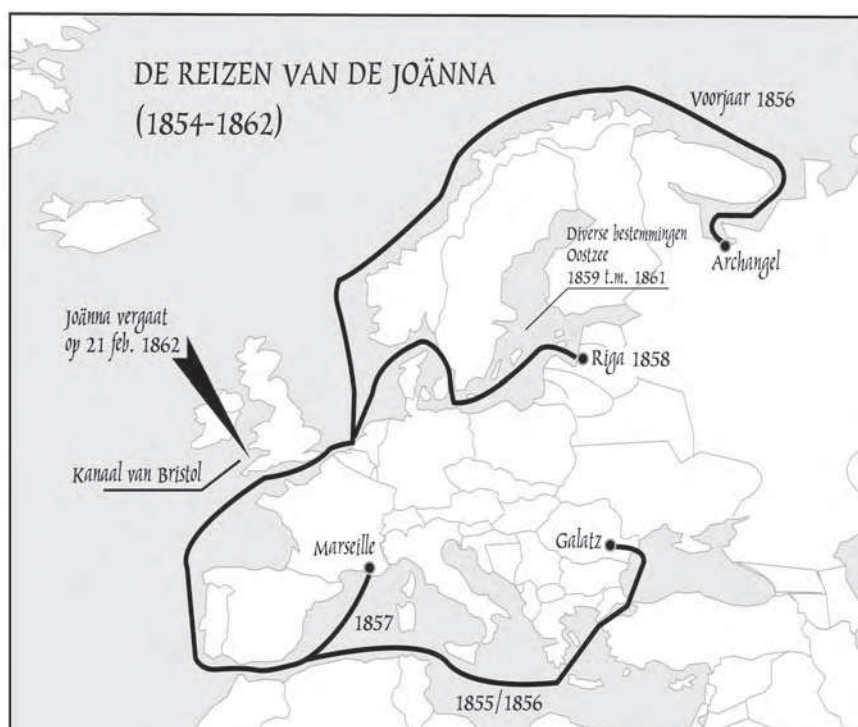 DE REIZEN VAN DE JOÄNNA
(1854-1862)
Voorjaar 1856
Diverse bestemmingen
Oostzee
1859 t.m. 1861
Archangel
Joänna vergaat
op 21 feb. 1862
Riga 1858
Kanaal van Bristol
Marseille
Galatz
1857
1855/1856